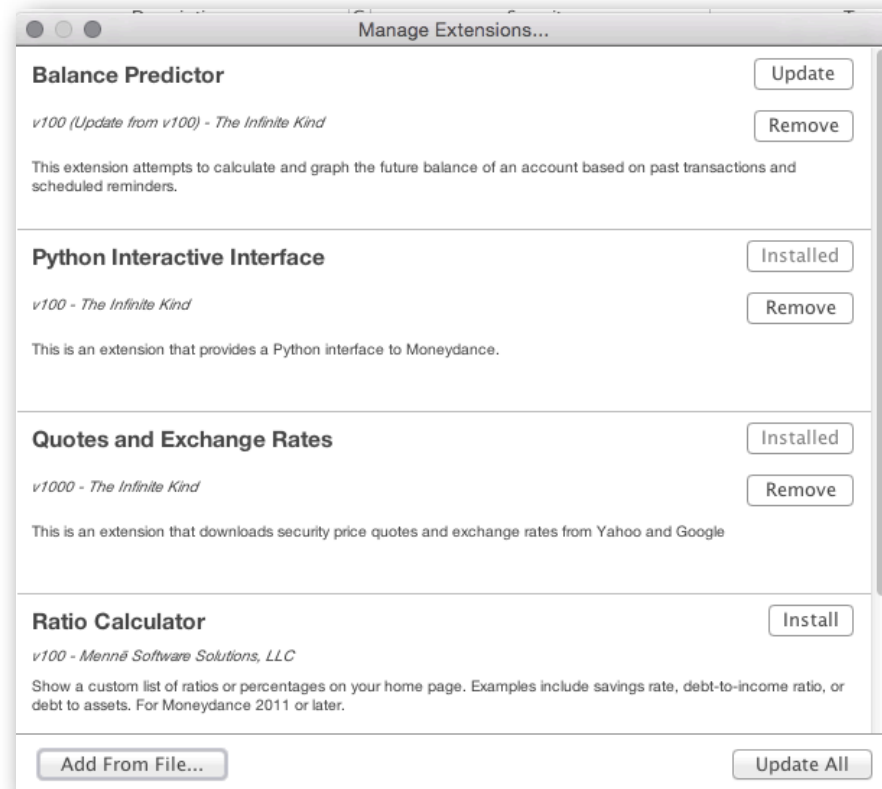 Manage Extensions...
Balance Predictor
Update
v100 (Update from v100) - The Infinite Kind
Remove
This extension attempts to calculate and graph the future balance of an account based on past transactions and
scheduled reminders.
Python Interactive Interface
Installed
v100 - The Infinite Kind
Remove
This is an extension that provides a Python interface to Moneydance.
Quotes and Exchange Rates
Installed
v1000 - The Infinite Kind
Remove
This is an extension that downloads security price quotes and exchange rates from Yahoo and Google
Ratio Calculator
Install
v100 - Mennē Software Solutions, LLC
Show a custom list of ratios or percentages on your home page. Examples include savings rate, debt-to-income ratio, or
debt to assets. For Moneydance 2011 or later.
Add From File...
Update All